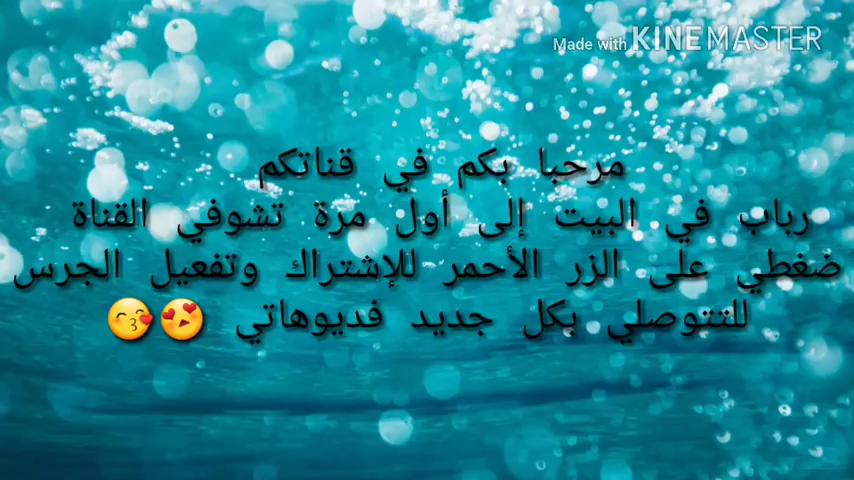 Made with KINEMASTER
مرحبا بكم في قناتكم
رباب في البيت إلى أول مرة تشوفي القناة
ضغطي على الزر الأحمر للإشتراك وتفعيل الجرس
للتتوصلي بكل جديد فديوهاتي 😍😚